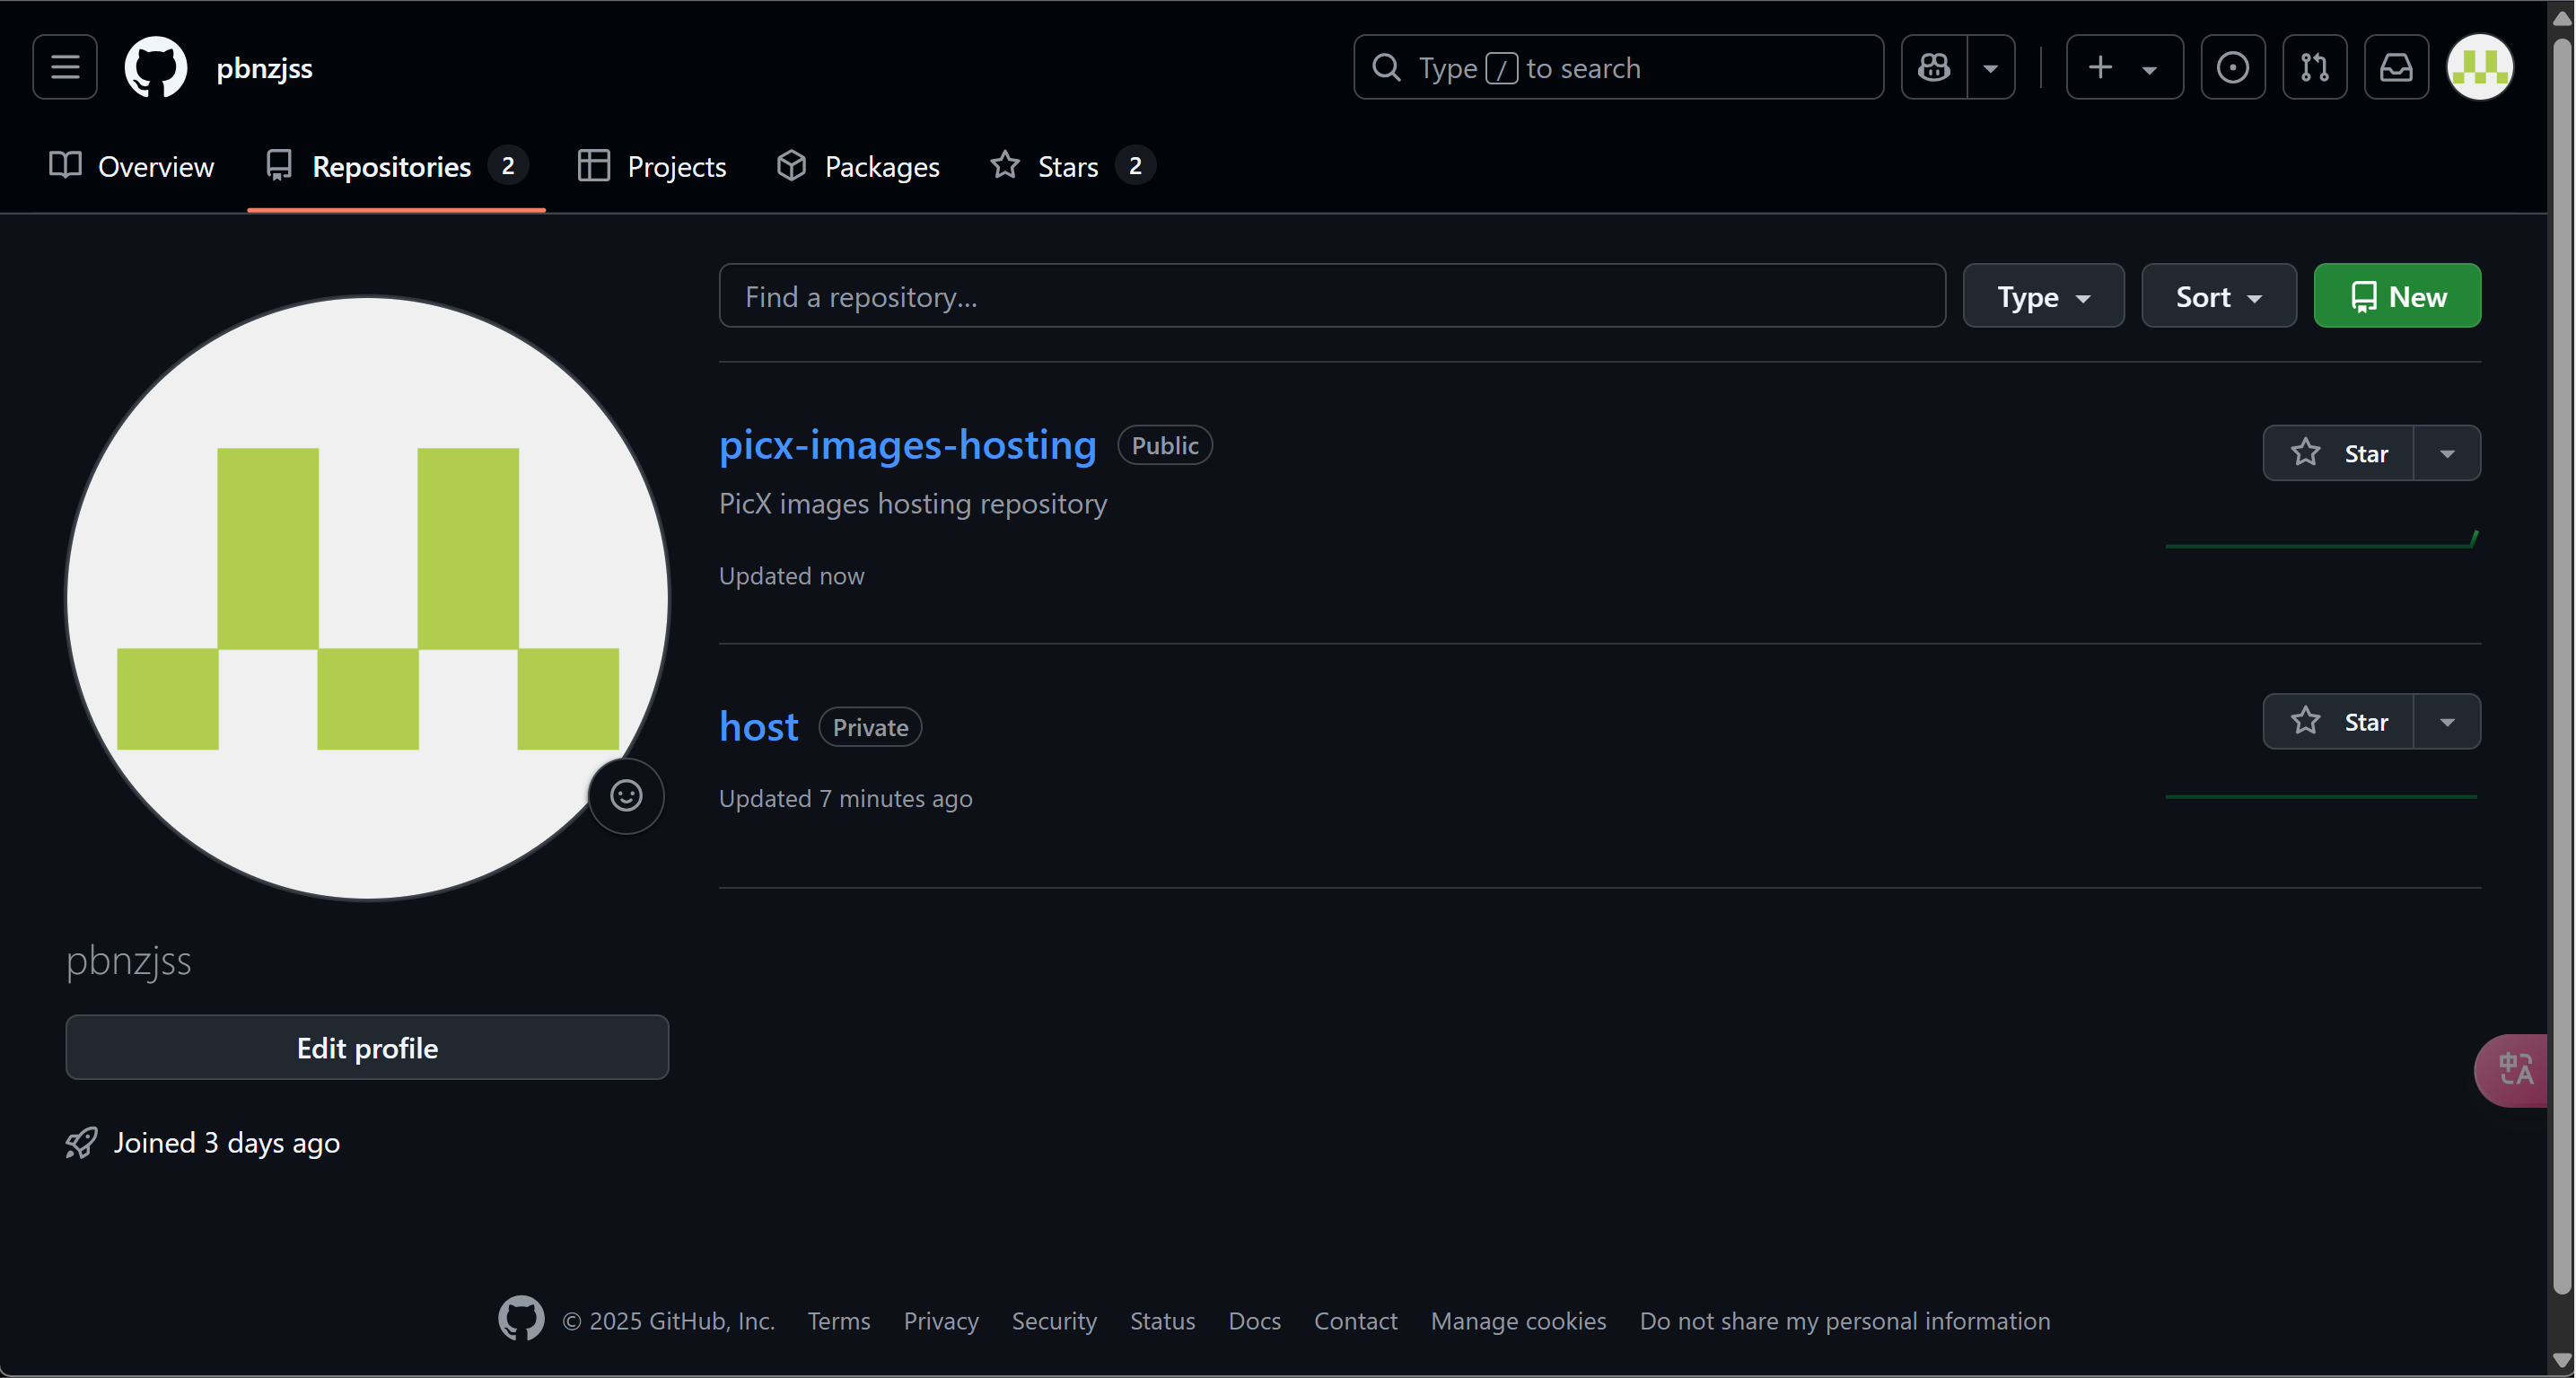 pbnzjss
Type / to search
Overview
Repositories 2
Projects
Packages
Stars 2
Find a repository...
Type
Sort
New
picx-images-hosting Public
Star
PicX images hosting repository
Updated now
host Private
Star
Updated 7 minutes ago
pbnzjss
Edit profile
Joined 3 days ago
中A
© 2025 GitHub, Inc. Terms Privacy Security Status Docs Contact Manage cookies Do not share my personal information